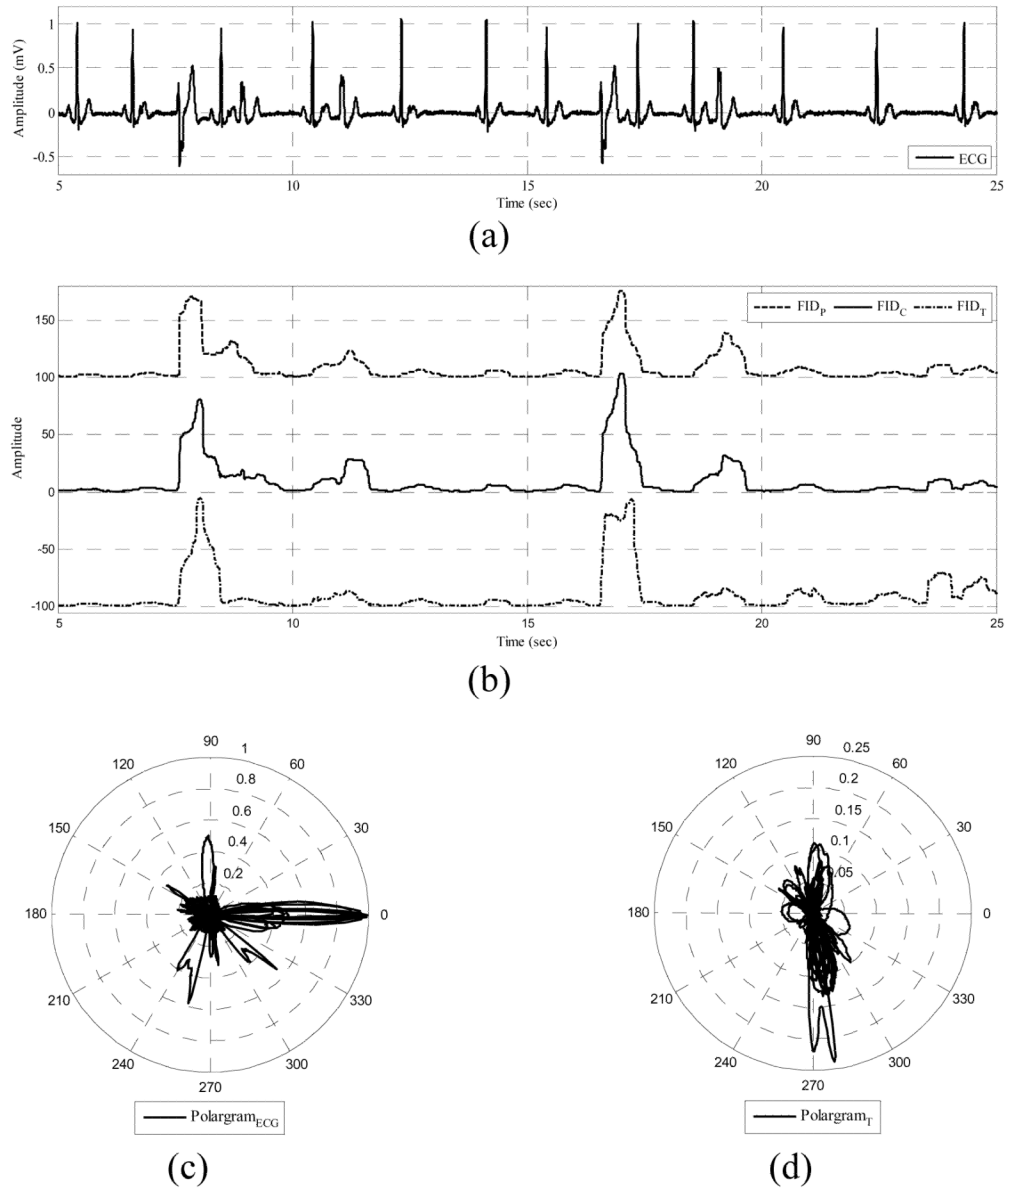 1
0.5
0
-0.5
Amplitude (mV)
ECG
5 10 15 20 25
Time (sec)
(a)
FID_P FID_C FID_T
150
100
50
0
-50
-100
Amplitude
5 10 15 20 25
Time (sec)
(b)
90
120 1 60
0.8
0.6
150 0.4 30
0.2
180 0
210 330
240 300
270
Polargram_ECG
(c)
90
120 0.25 60
0.2
0.15
150 0.1 30
.05
180 0
210 330
240 300
270
Polargram_T
(d)